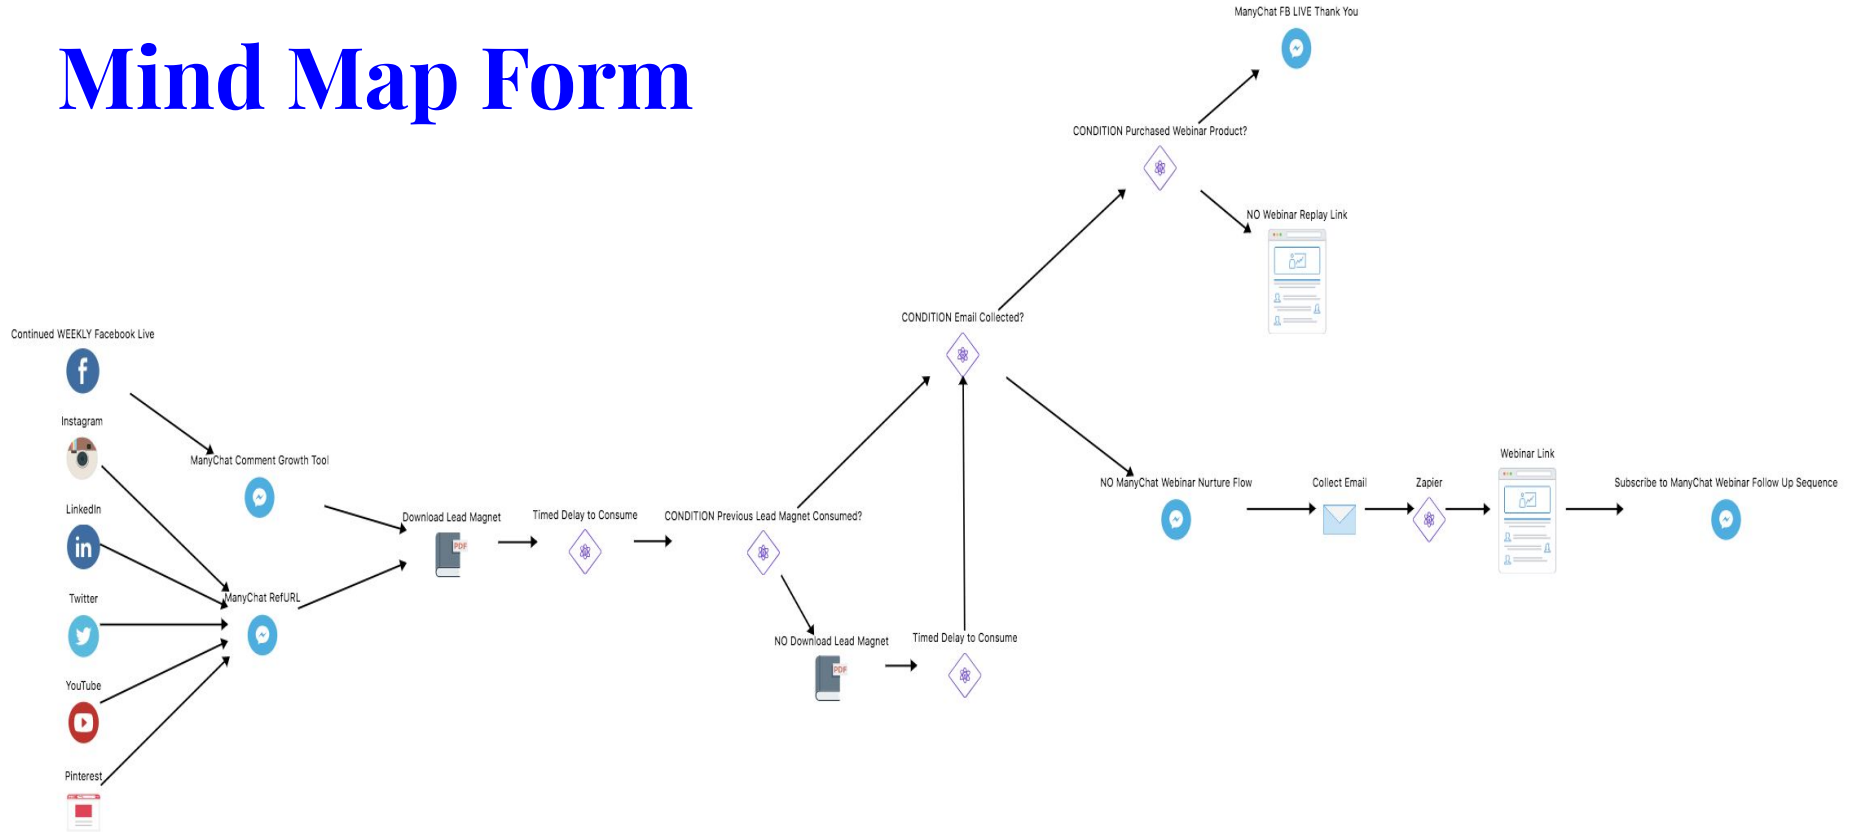 Mind Map Form
ManyChat FB LIVE Thank You
CONDITION Purchased Webinar Product?
NO Webinar Replay Link
CONDITION Email Collected?
Continued WEEKLY Facebook Live
Instagram
ManyChat Comment Growth Tool
LinkedIn
in
Twitter
ManyChat RefURL
YouTube
Pinterest
Download Lead Magnet
PDF
Timed Delay to Consume
CONDITION Previous Lead Magnet Consumed?
NO Download Lead Magnet
PDF
Timed Delay to Consume
NO ManyChat Webinar Nurture Flow
Collect Email
Zapier
Webinar Link
Subscribe to ManyChat Webinar Follow Up Sequence